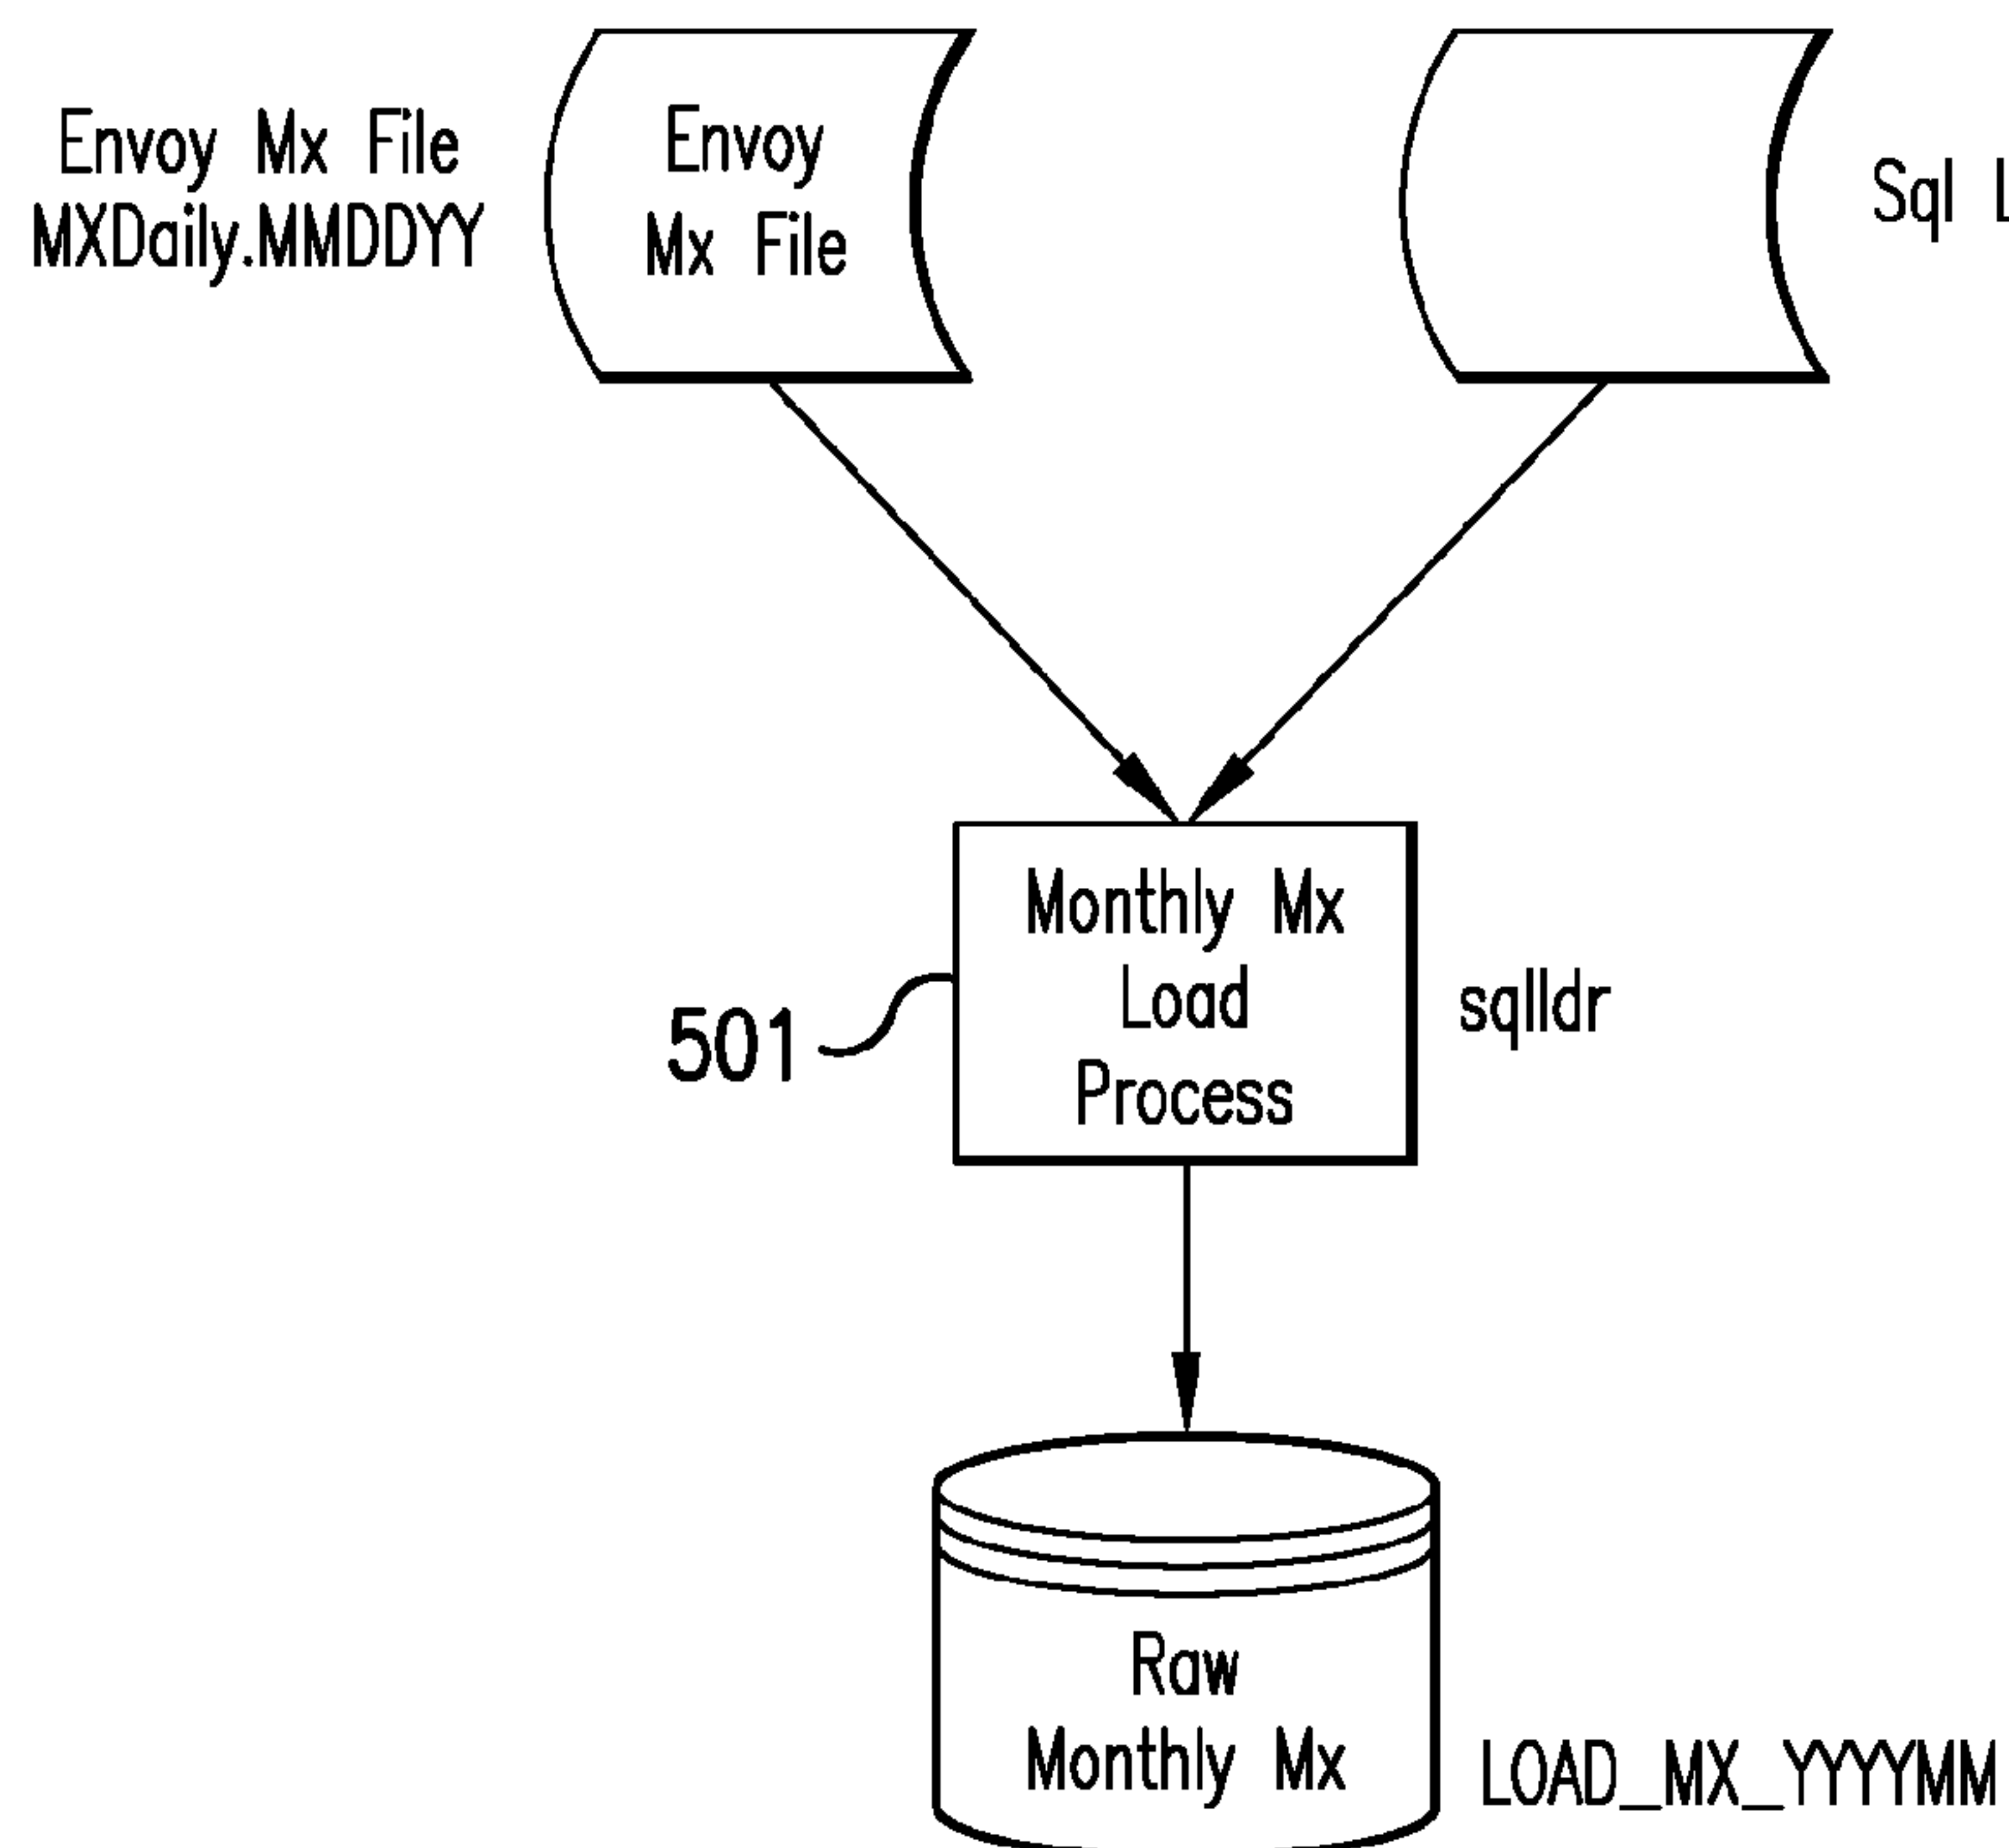 Envoy Mx File
MXDaily.MMDDYY
Envoy
Mx File
Sql
Monthly Mx
Load
Process
501
sqlldr
Raw
Monthly Mx
LOAD_MX_YYYYMM